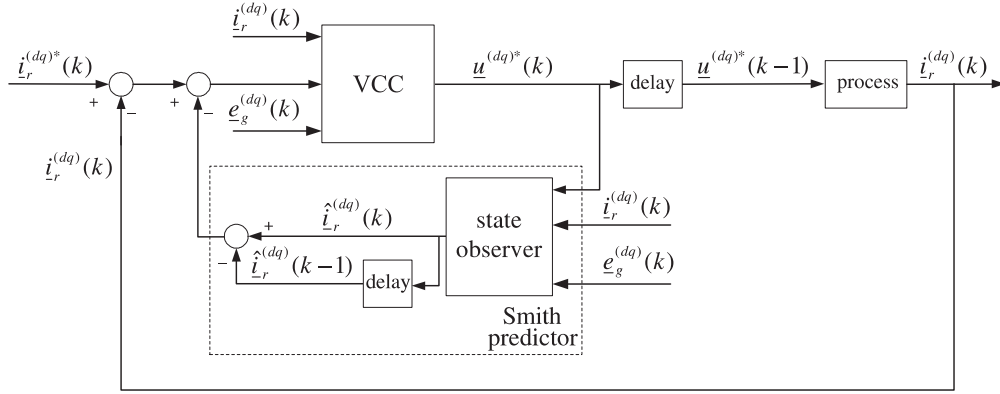 i_r^{(dq)}(k)
i_r^{(dq)*}(k)
VCC
u^{(dq)*}(k)
delay
u^{(dq)*}(k−1)
process
i_r^{(dq)}(k)
+
−
+
−
e_g^{(dq)}(k)
i_r^{(dq)}(k)
î_r^{(dq)}(k)
+
−
î_r^{(dq)}(k−1)
delay
state
observer
i_r^{(dq)}(k)
e_g^{(dq)}(k)
Smith
predictor